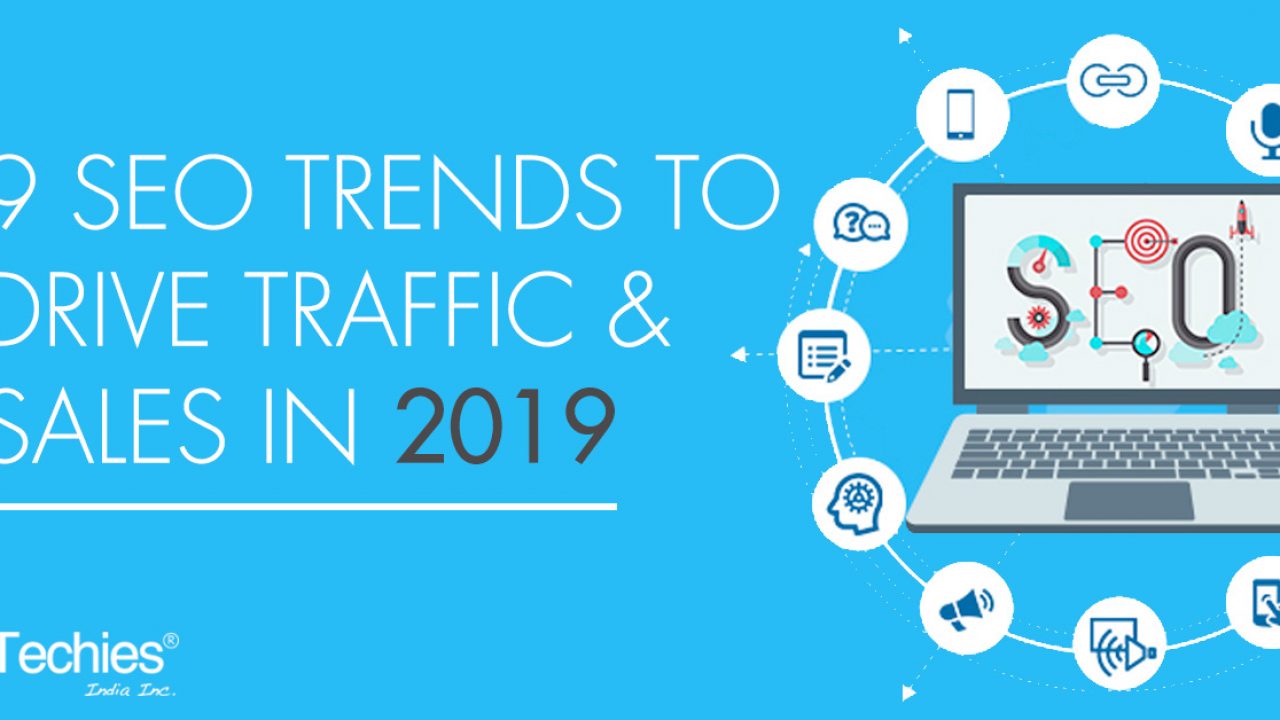 9 SEO TRENDS TO
DRIVE TRAFFIC &
SALES IN 2019
SEO
Techies®
India Inc.